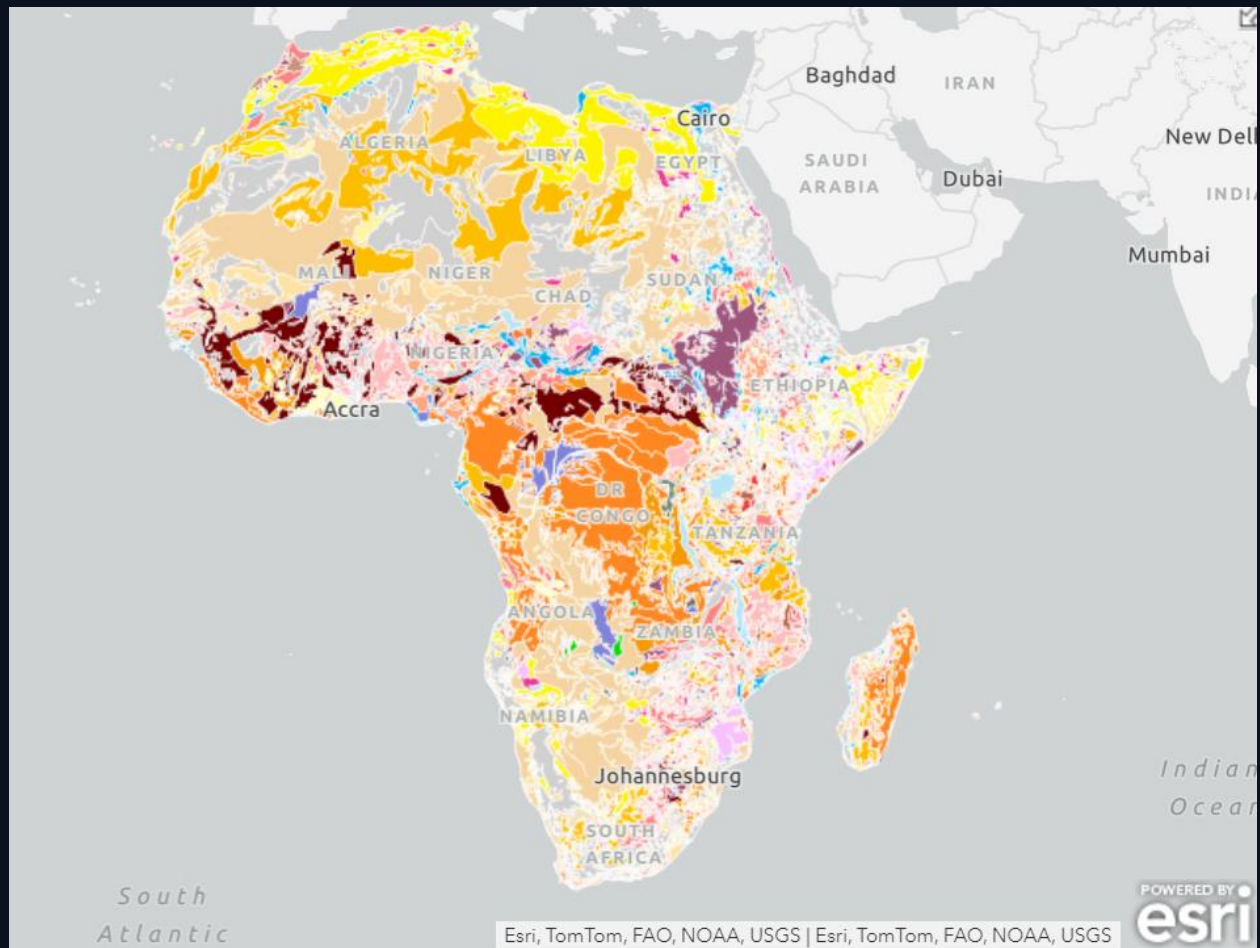 Baghdad
IRAN
Cairo
New Del
ALGERIA
LIBYA
EGYPT
SAUDI
ARABIA
Dubai
INDIA
Mumbai
MALI
NIGER
CHAD
SUDAN
NIGERIA
ETHIOPIA
Accra
DR
CONGO
TANZANIA
ANGOLA
ZAMBIA
NAMIBIA
Johannesburg
Indian
Ocean
SOUTH
AFRICA
South
Atlantic
POWERED BY
esri
Esri, TomTom, FAO, NOAA, USGS | Esri, TomTom, FAO, NOAA, USGS